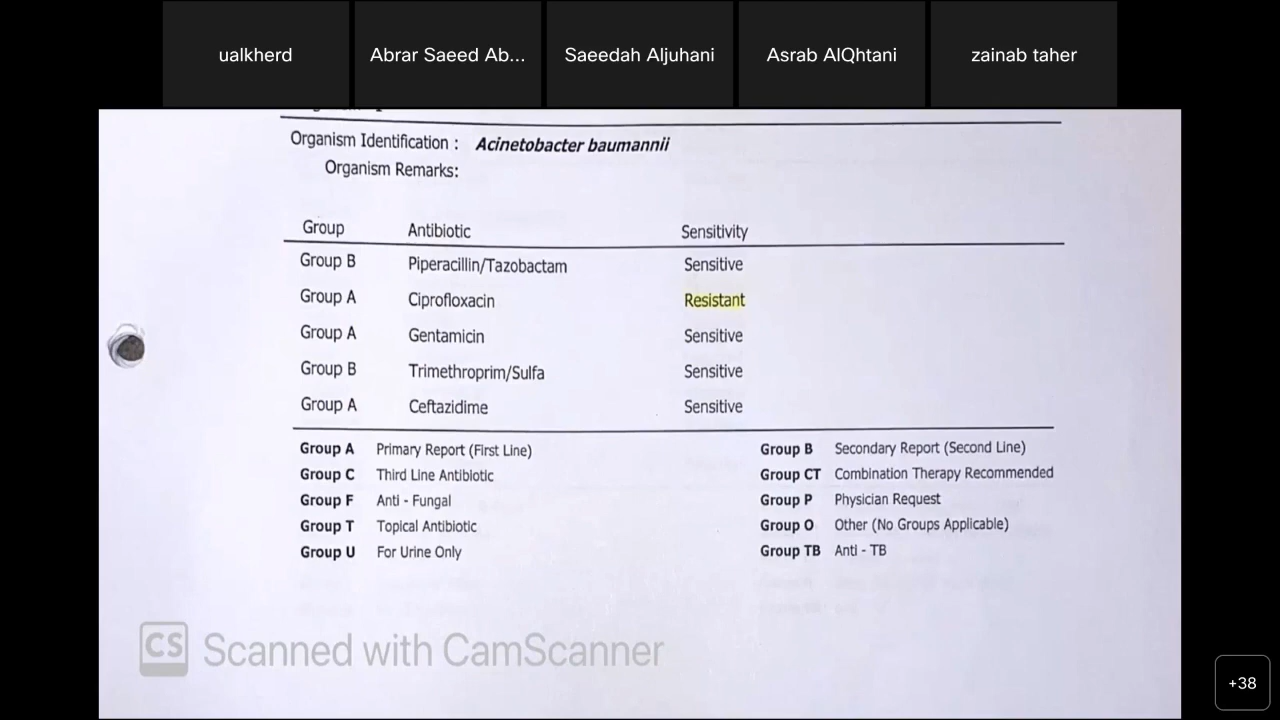 ualkherd
Abrar Saeed Ab...
Saeedah Aljuhani
Asrab AlQhtani
zainab taher
Organism Identification : Acinetobacter baumannii
Organism Remarks:
Group Antibiotic Sensitivity
Group B Piperacillin/Tazobactam Sensitive
Group A Ciprofloxacin Resistant
Group A Gentamicin Sensitive
Group B Trimethroprim/Sulfa Sensitive
Group A Ceftazidime Sensitive
Group A Primary Report (First Line) Group B Secondary Report (Second Line)
Group C Third Line Antibiotic Group CT Combination Therapy Recommended
Group F Anti - Fungal Group P Physician Request
Group T Topical Antibiotic Group O Other (No Groups Applicable)
Group U For Urine Only Group TB Anti - TB
CS Scanned with CamScanner
+38